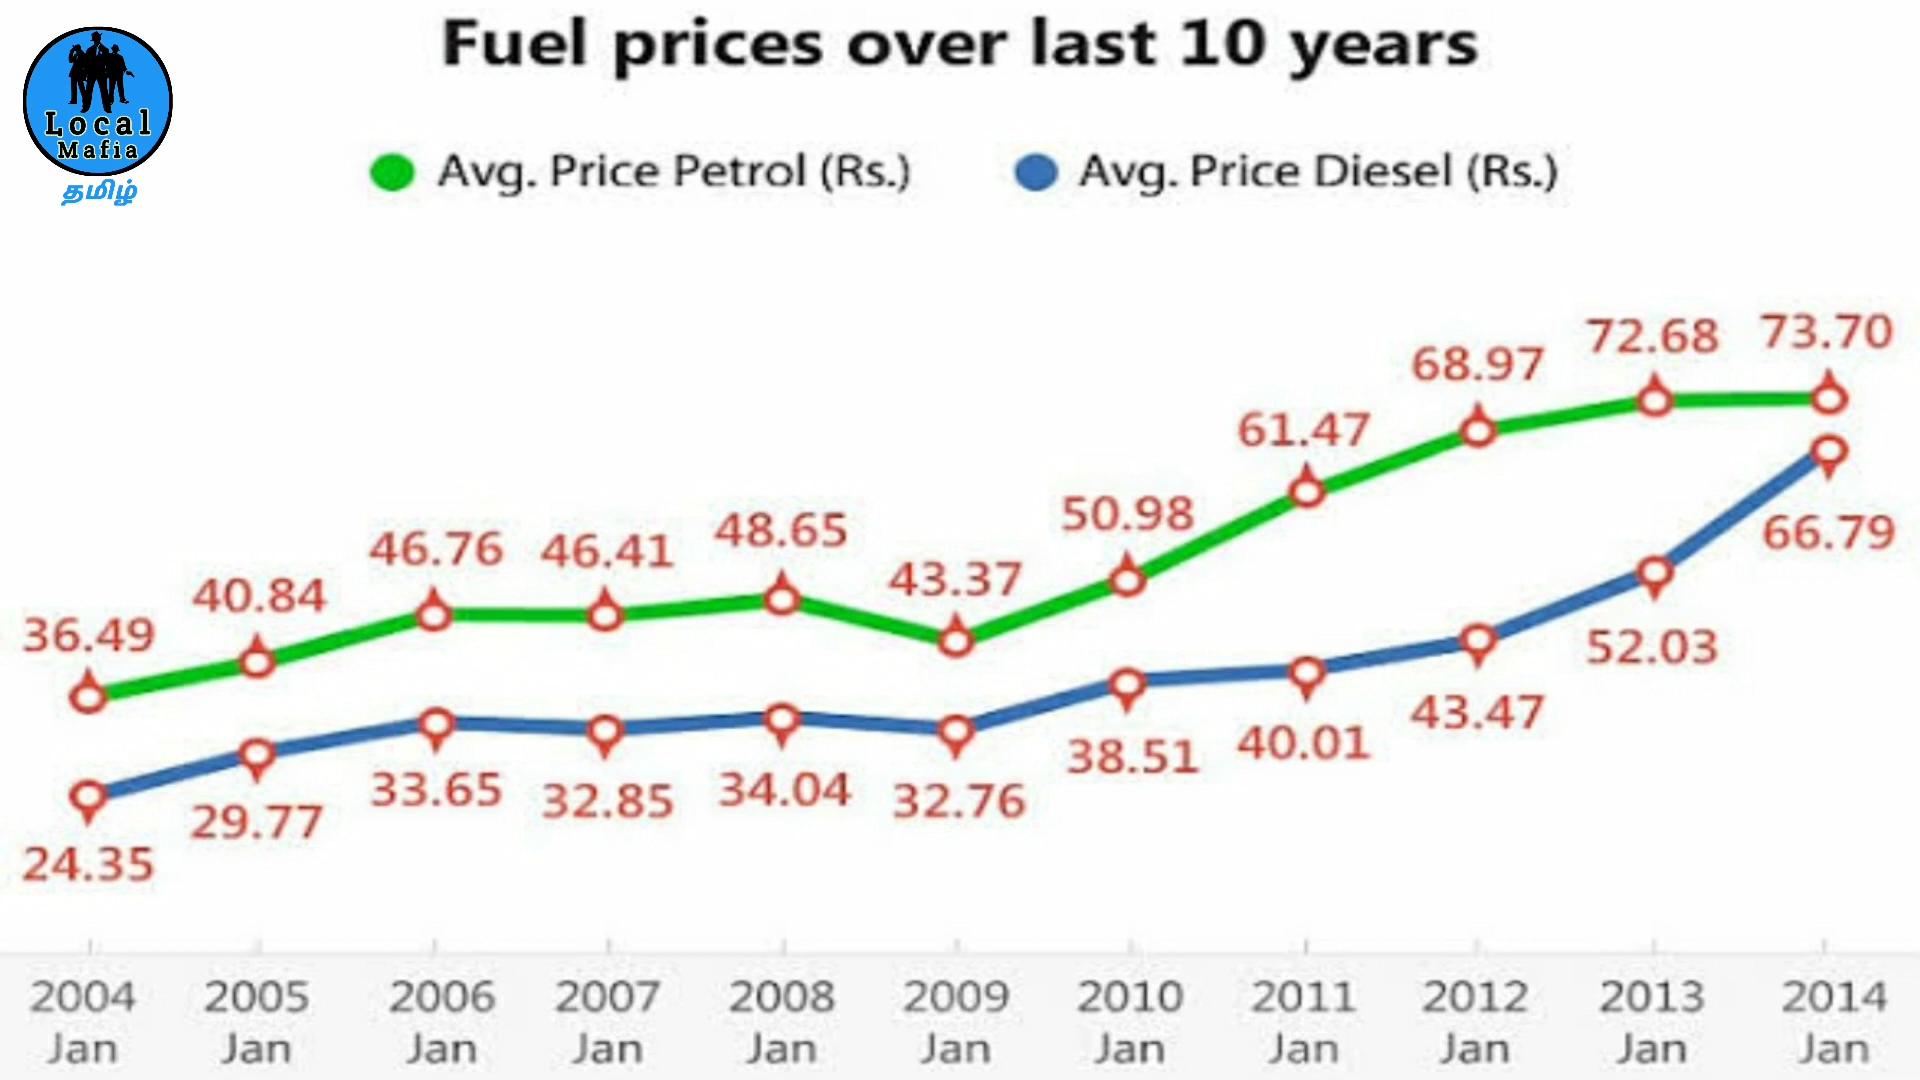 Fuel prices over last 10 years
Local
Mafia
தமிழ்
Avg. Price Petrol (Rs.) Avg. Price Diesel (Rs.)
36.49 40.84 46.76 46.41 48.65 43.37 50.98 61.47 68.97 72.68 73.70
24.35 29.77 33.65 32.85 34.04 32.76 38.51 40.01 43.47 52.03 66.79
2004 2005 2006 2007 2008 2009 2010 2011 2012 2013 2014
Jan Jan Jan Jan Jan Jan Jan Jan Jan Jan Jan